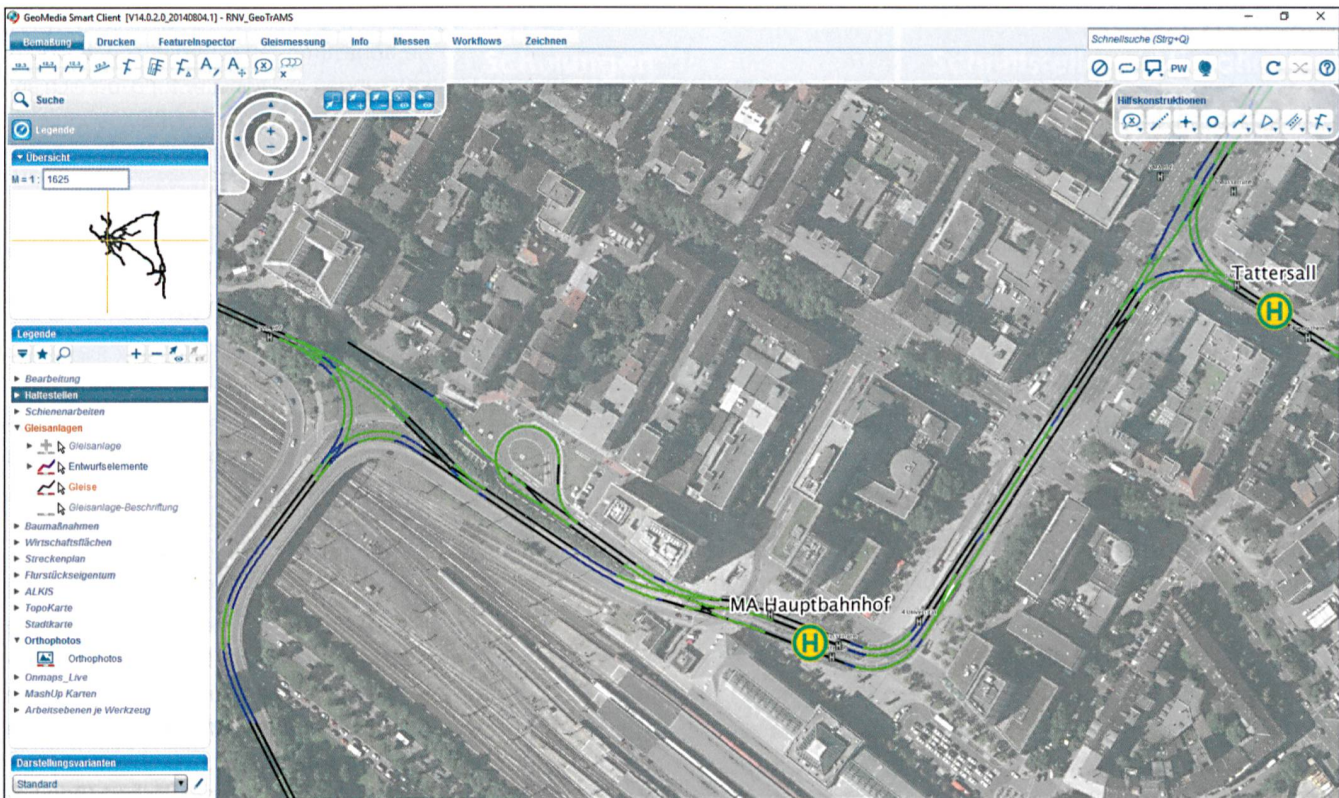 GeoMedia Smart Client [V14.0.2.0_20140804.1] - RNV_GeoTrAMS
Bemaßung Drucken FeatureInspector Gleismessung Info Messen Workflows Zeichnen
Schnellsuche (Strg+Q)
PW
Suche
Legende
Hilfskonstruktionen
Übersicht
M = 1 : 1625
Tattersall
H
Legende
Bearbeitung
Haltestellen
Schienenarbeiten
Gleisanlagen
Gleisanlage
Entwurfselemente
Gleise
Gleisanlage-Beschriftung
Baumaßnahmen
Wirtschaftsflächen
Streckenplan
Flurstückseigentum
ALKIS
TopoKarte
Stadtkarte
Orthophotos
Orthophotos
Onmaps_Live
MashUp Karten
Arbeitsebenen je Werkzeug
MA Hauptbahnhof
H
Darstellungsvarianten
Standard